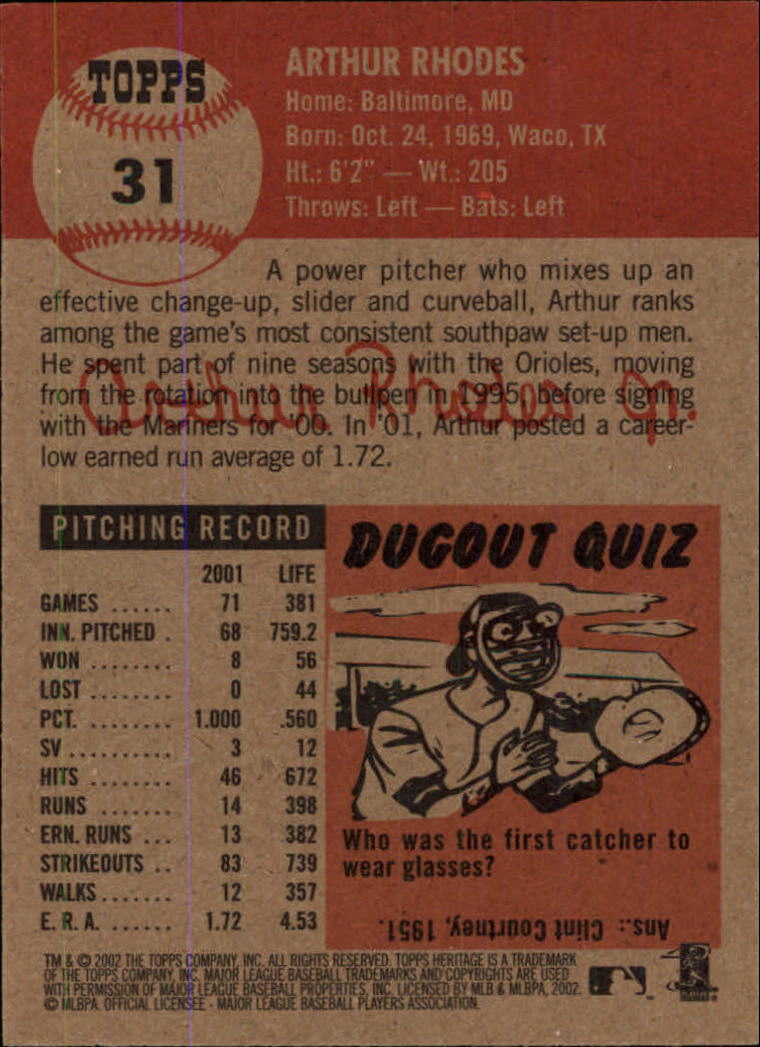 TOPPS
31
ARTHUR RHODES
Home: Baltimore, MD
Born: Oct. 24, 1969, Waco, TX
Ht.: 6'2" — Wt.: 205
Throws: Left — Bats: Left
A power pitcher who mixes up an
effective change-up, slider and curveball, Arthur ranks
among the game's most consistent southpaw set-up men.
He spent part of nine seasons with the Orioles, moving
from the rotation into the bullpen in 1995, before signing
with the Mariners for '00. In '01, Arthur posted a career-
low earned run average of 1.72.
Arthur Rhodes Jr.
PITCHING RECORD
2001 LIFE
GAMES ...... 71 381
INN. PITCHED . 68 759.2
WON ........ 8 56
LOST ........ 0 44
PCT. ........ 1.000 .560
SV .......... 3 12
HITS ........ 46 672
RUNS ....... 14 398
ERN. RUNS ... 13 382
STRIKEOUTS .. 83 739
WALKS ....... 12 357
E. R. A. ...... 1.72 4.53
DUGOUT QUIZ
Who was the first catcher to
wear glasses?
Ans.: Clint Courtney, 1951.
TM & © 2002 THE TOPPS COMPANY, INC. ALL RIGHTS RESERVED. TOPPS HERITAGE IS A TRADEMARK
OF THE TOPPS COMPANY, INC. MAJOR LEAGUE BASEBALL TRADEMARKS AND COPYRIGHTS ARE USED
WITH PERMISSION OF MAJOR LEAGUE BASEBALL PROPERTIES, INC. LICENSED BY MLB & MLBPA, 2002.
© MLBPA. OFFICIAL LICENSEE - MAJOR LEAGUE BASEBALL PLAYERS ASSOCIATION.